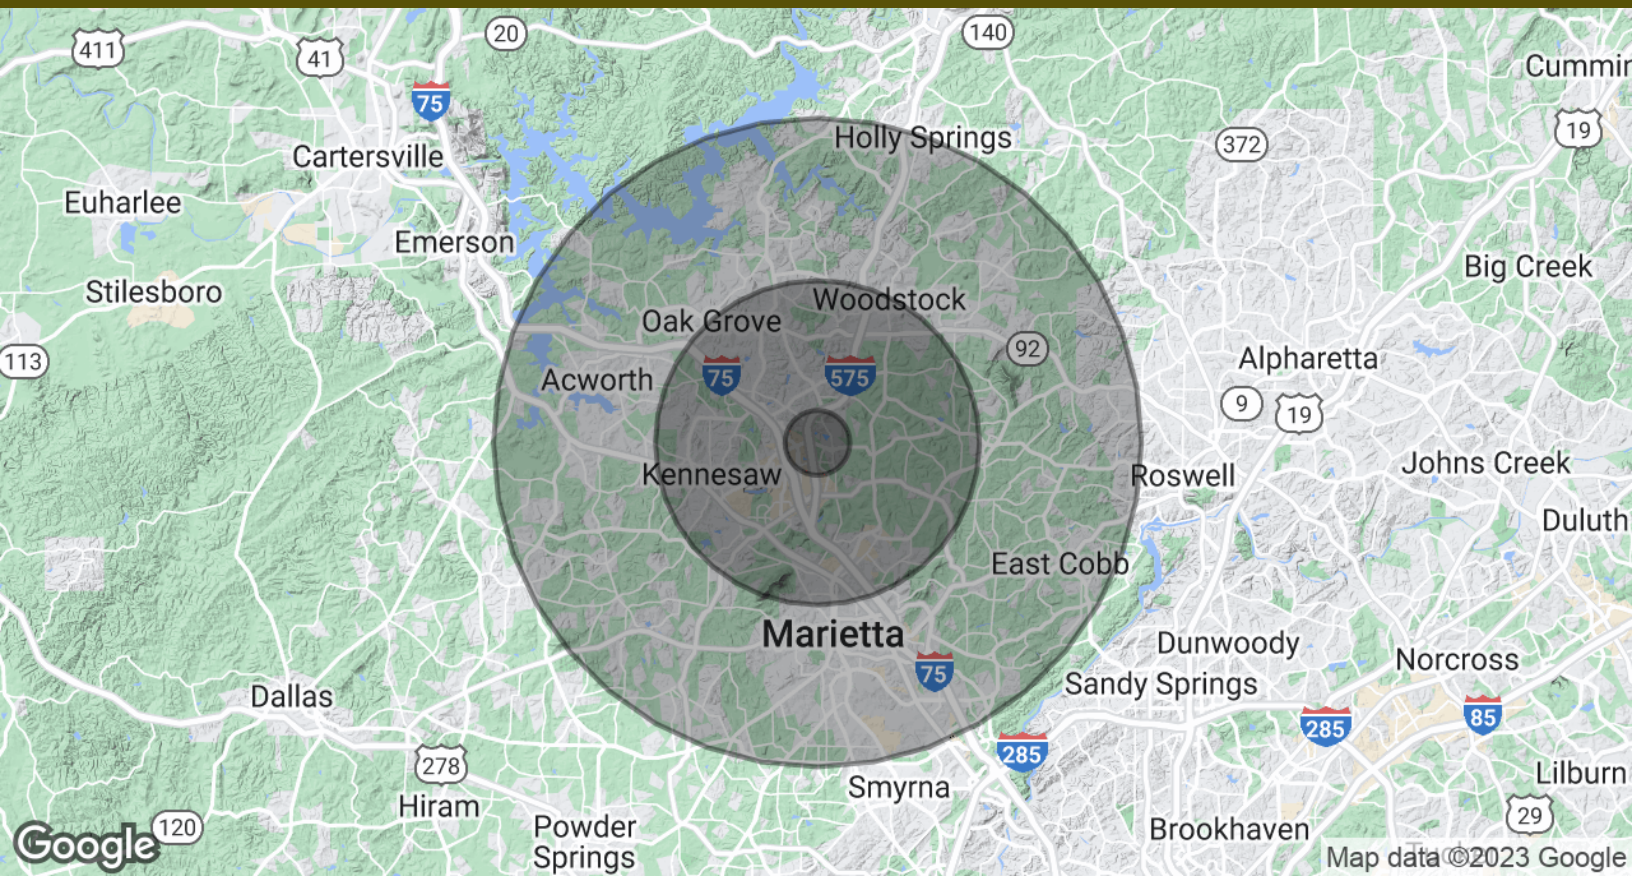 20
140
411
41
Cummin
75
19
Holly Springs
372
Cartersville
Euharlee
Emerson
Big Creek
Stilesboro
Woodstock
Oak Grove
92
113
Alpharetta
75
575
Acworth
9
19
Johns Creek
Kennesaw
Roswell
Duluth
East Cobb
Marietta
Dunwoody
Norcross
75
Sandy Springs
Dallas
85
285
285
278
Lilburn
Smyrna
Hiram
29
120
Powder
Springs
Brookhaven
Google
Map data ©2023 Google